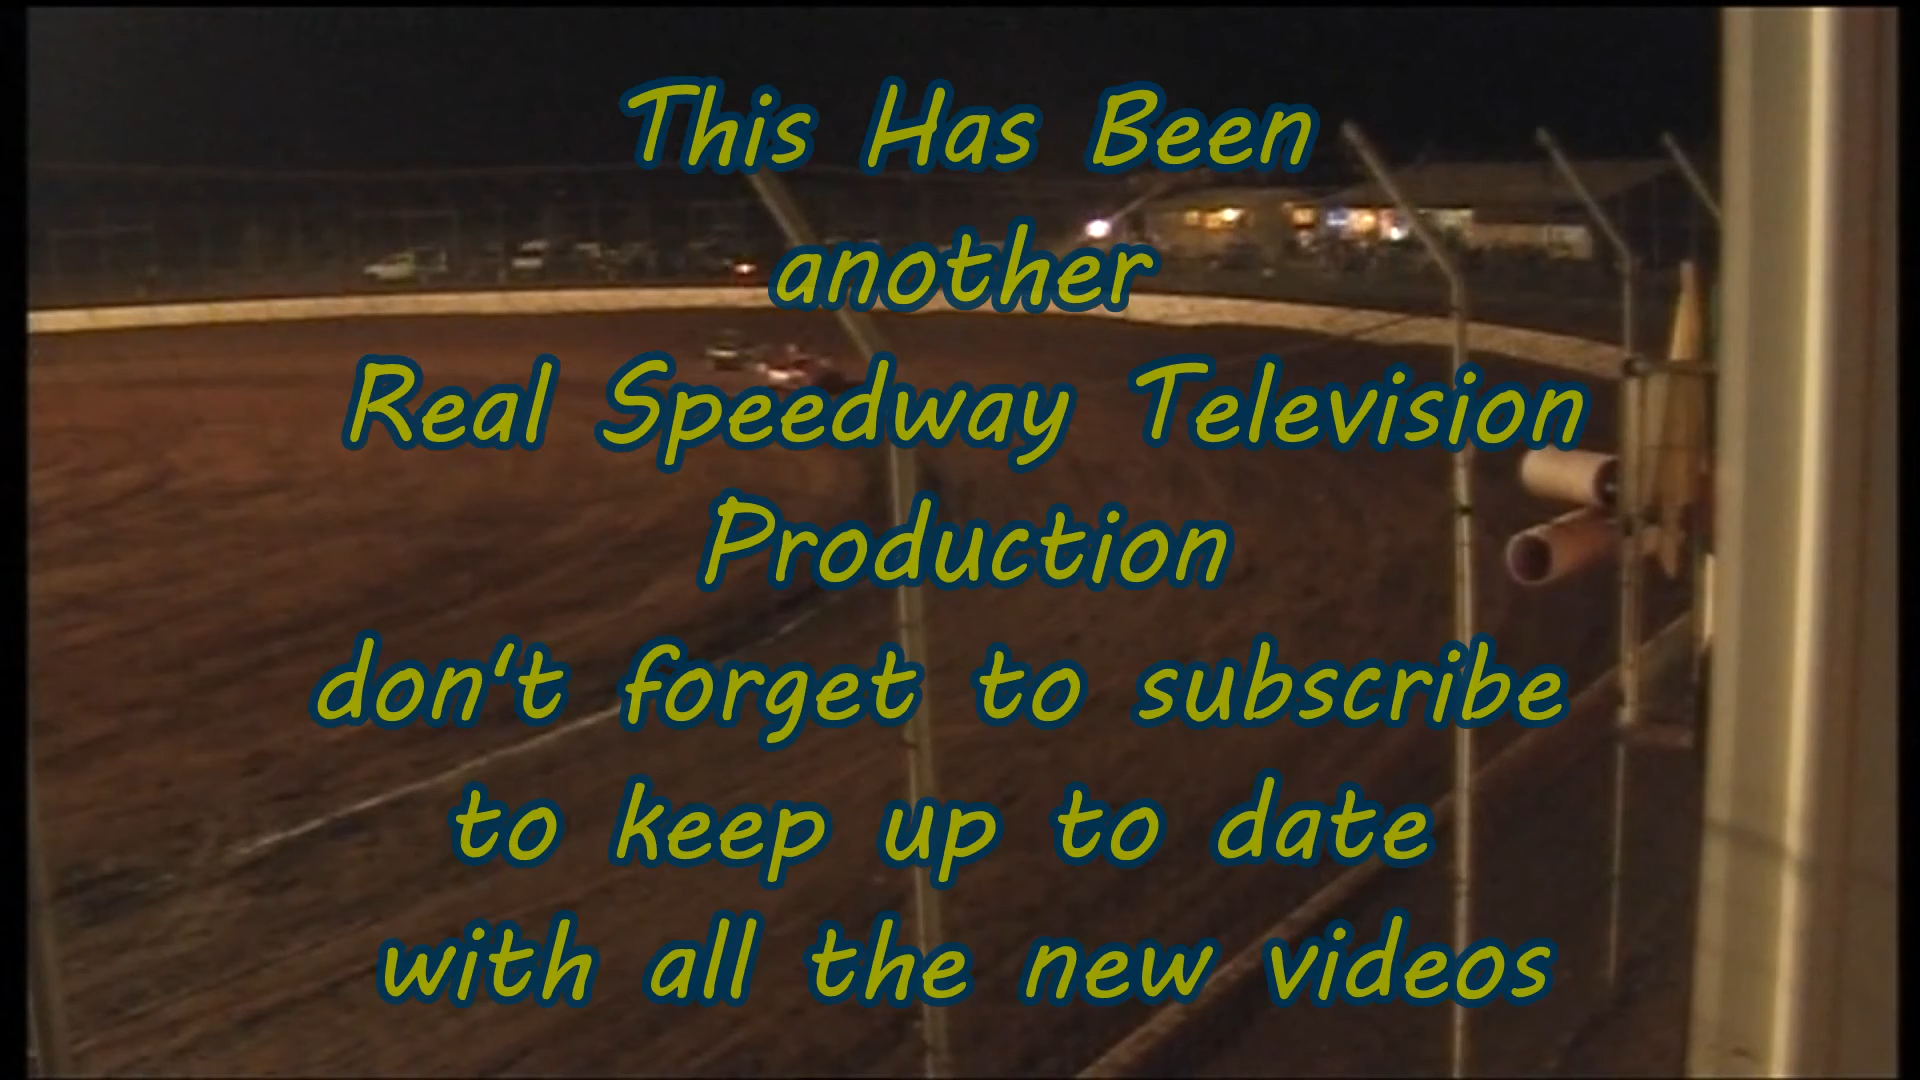 This Has Been
another
Real Speedway Television
Production
don't forget to subscribe
to keep up to date
with all the new videos